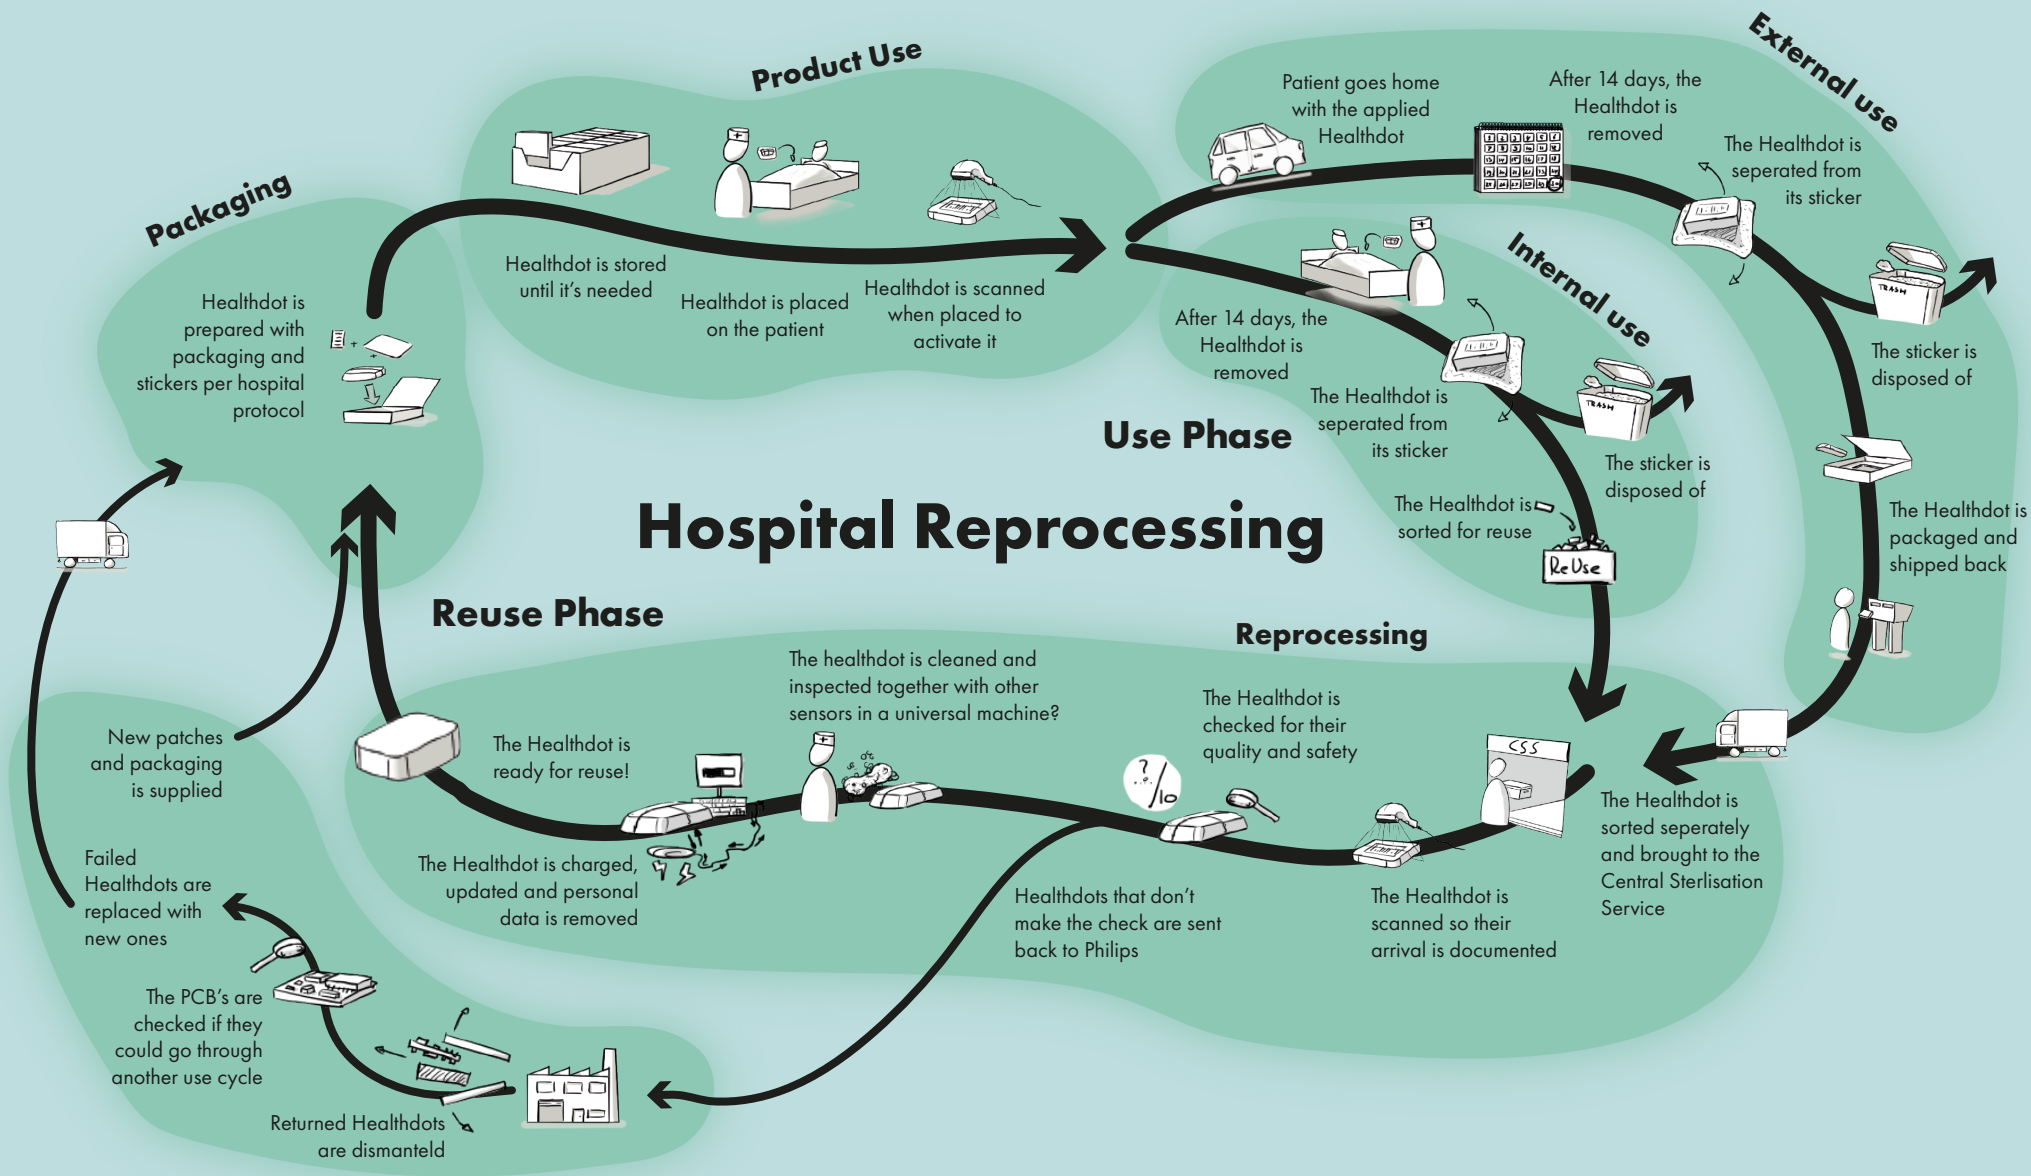 Product Use
External use
Packaging
Healthdot is
prepared with
packaging and
stickers per hospital
protocol
Healthdot is stored
until it's needed
Healthdot is placed
on the patient
Healthdot is scanned
when placed to
activate it
Patient goes home
with the applied
Healthdot
After 14 days, the
Healthdot is
removed
The Healthdot is
seperated from
its sticker
TRASH
The sticker is
disposed of
The Healthdot is
packaged and
shipped back
Internal use
After 14 days, the
Healthdot is
removed
The Healthdot is
seperated from
its sticker
TRASH
The sticker is
disposed of
The Healthdot is
sorted for reuse
ReUse
Use Phase
Hospital Reprocessing
Reuse Phase
Reprocessing
CSS
The Healthdot is
sorted seperately
and brought to the
Central Sterlisation
Service
The Healthdot is
scanned so their
arrival is documented
The Healthdot is
checked for their
quality and safety
?
/10
Healthdots that don't
make the check are sent
back to Philips
The healthdot is cleaned and
inspected together with other
sensors in a universal machine?
The Healthdot is charged,
updated and personal
data is removed
The Healthdot is
ready for reuse!
New patches
and packaging
is supplied
Failed
Healthdots are
replaced with
new ones
The PCB's are
checked if they
could go through
another use cycle
Returned Healthdots
are dismanteld